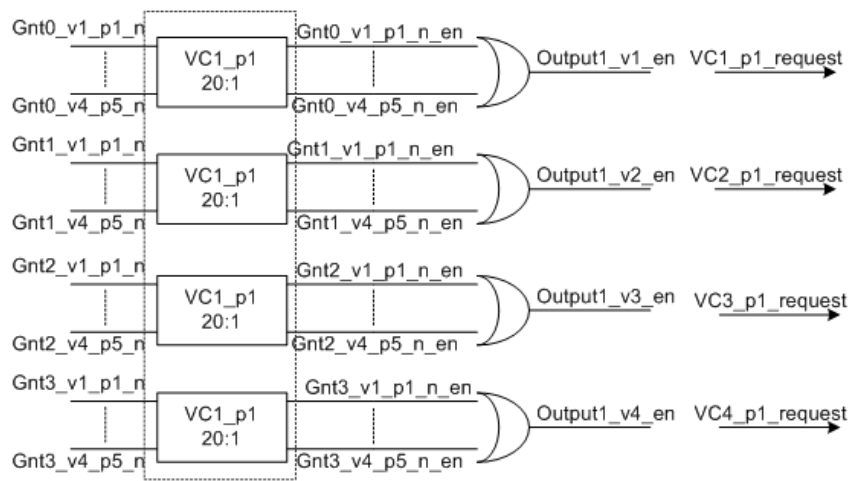 Gnt0_v1_p1_n Gnt0_v1_p1_n_en
VC1_p1
20:1
Output1_v1_en VC1_p1_request
Gnt0_v4_p5_n Gnt0_v4_p5_n_en
Gnt1_v1_p1_n Gnt1_v1_p1_n_en
VC1_p1
20:1
Output1_v2_en VC2_p1_request
Gnt1_v4_p5_n Gnt1_v4_p5_n_en
Gnt2_v1_p1_n Gnt2_v1_p1_n_en
VC1_p1
20:1
Output1_v3_en VC3_p1_request
Gnt2_v4_p5_n Gnt2_v4_p5_n_en
Gnt3_v1_p1_n Gnt3_v1_p1_n_en
VC1_p1
20:1
Output1_v4_en VC4_p1_request
Gnt3_v4_p5_n Gnt3_v4_p5_n_en